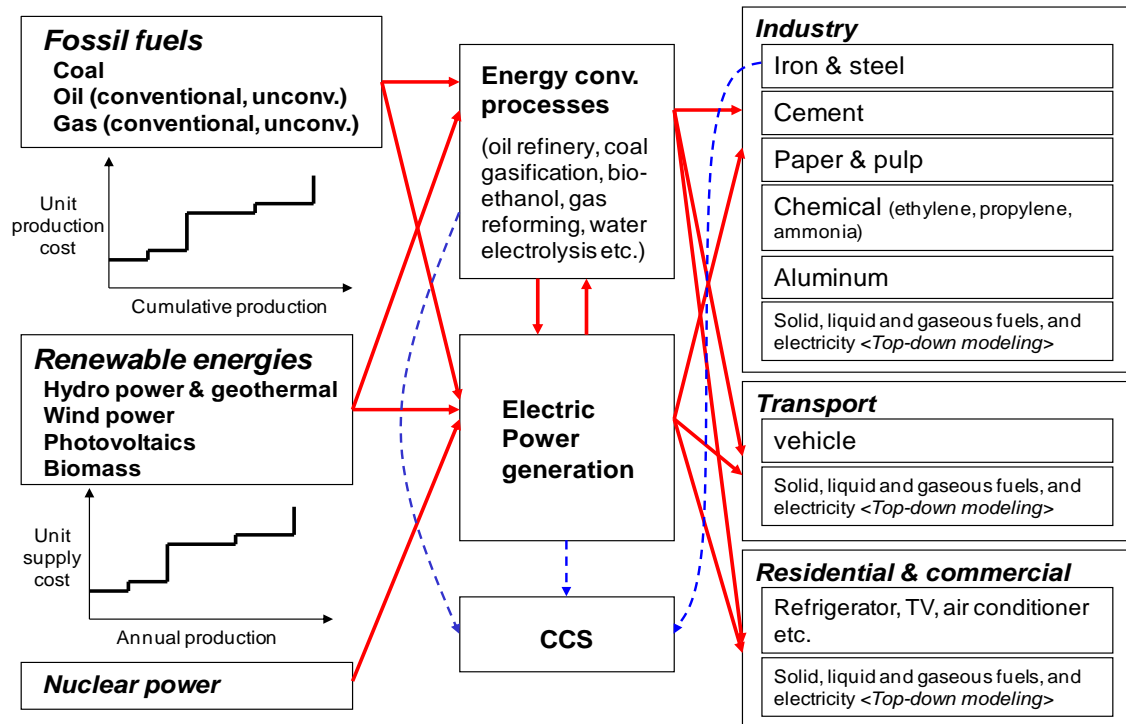 Fossil fuels
Coal
Oil (conventional, unconv.)
Gas (conventional, unconv.)
Unit
production
cost
Cumulative production
Renewable energies
Hydro power & geothermal
Wind power
Photovoltaics
Biomass
Unit
supply
cost
Annual production
Nuclear power
Energy conv.
processes
(oil refinery, coal
gasification, bio-
ethanol, gas
reforming, water
electrolysis etc.)
Electric
Power
generation
CCS
Industry
Iron & steel
Cement
Paper & pulp
Chemical (ethylene, propylene,
ammonia)
Aluminum
Solid, liquid and gaseous fuels, and
electricity <Top-down modeling>
Transport
vehicle
Solid, liquid and gaseous fuels, and
electricity <Top-down modeling>
Residential & commercial
Refrigerator, TV, air conditioner
etc.
Solid, liquid and gaseous fuels, and
electricity <Top-down modeling>